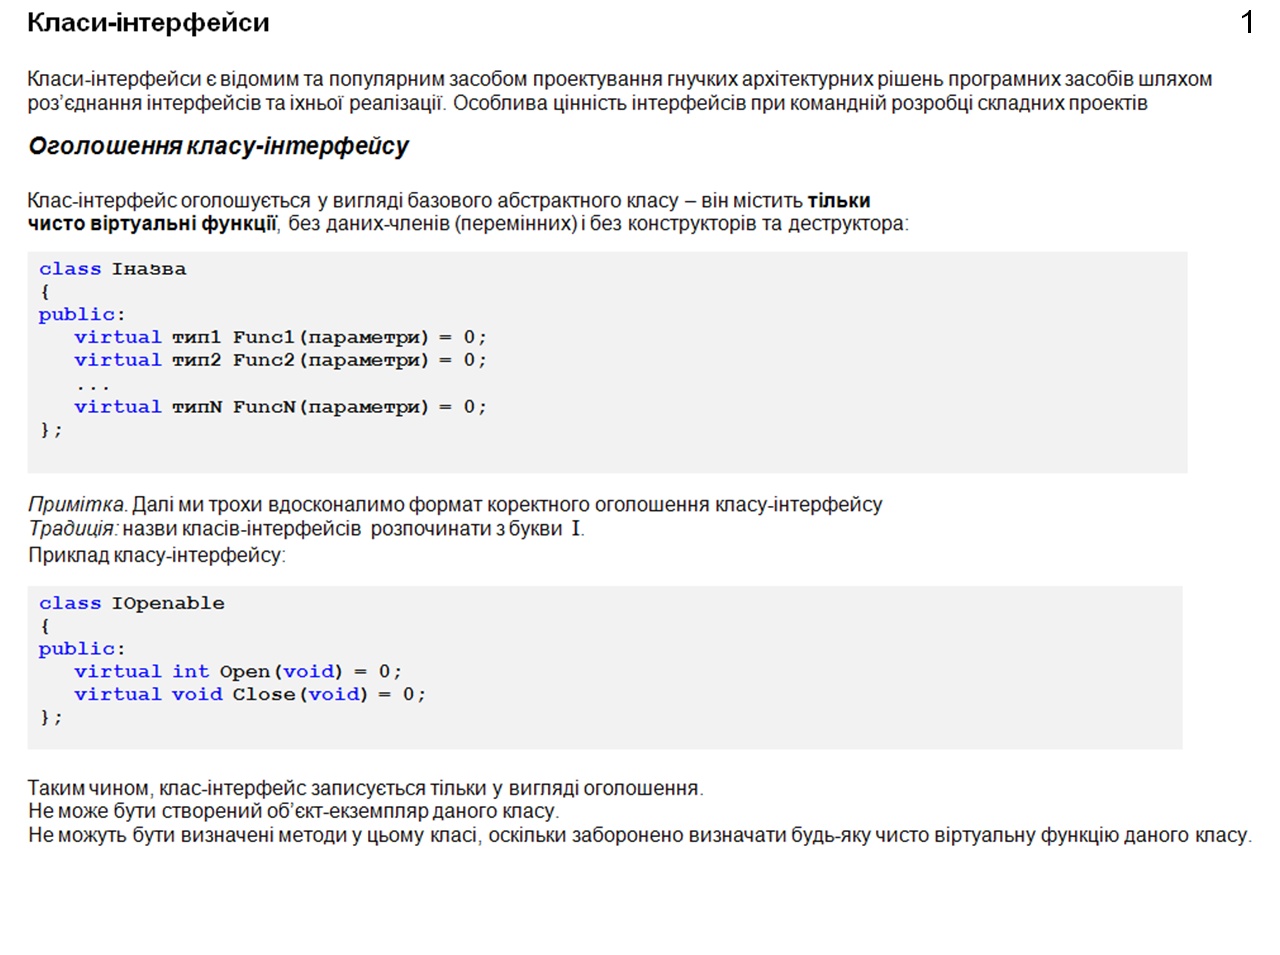 Класи-інтерфейси
1
Класи-інтерфейси є відомим та популярним засобом проектування гнучких архітектурних рішень програмних засобів шляхом
роз’єднання інтерфейсів та їхньої реалізації. Особлива цінність інтерфейсів при командній розробці складних проектів
Оголошення класу-інтерфейсу
Клас-інтерфейс оголошується у вигляді базового абстрактного класу – він містить тільки
чисто віртуальні функції, без даних-членів (перемінних) і без конструкторів та деструктора:
class Іназва
{
public:
virtual тип1 Func1(параметри) = 0;
virtual тип2 Func2(параметри) = 0;
...
virtual типN FuncN(параметри) = 0;
};
Примітка. Далі ми трохи вдосконалимо формат коректного оголошення класу-інтерфейсу
Традиція: назви класів-інтерфейсів розпочинати з букви I.
Приклад класу-інтерфейсу:
class IOpenable
{
public:
virtual int Open(void) = 0;
virtual void Close(void) = 0;
};
Таким чином, клас-інтерфейс записується тільки у вигляді оголошення.
Не може бути створений об’єкт-екземпляр даного класу.
Не можуть бути визначені методи у цьому класі, оскільки заборонено визначати будь-яку чисто віртуальну функцію даного класу.